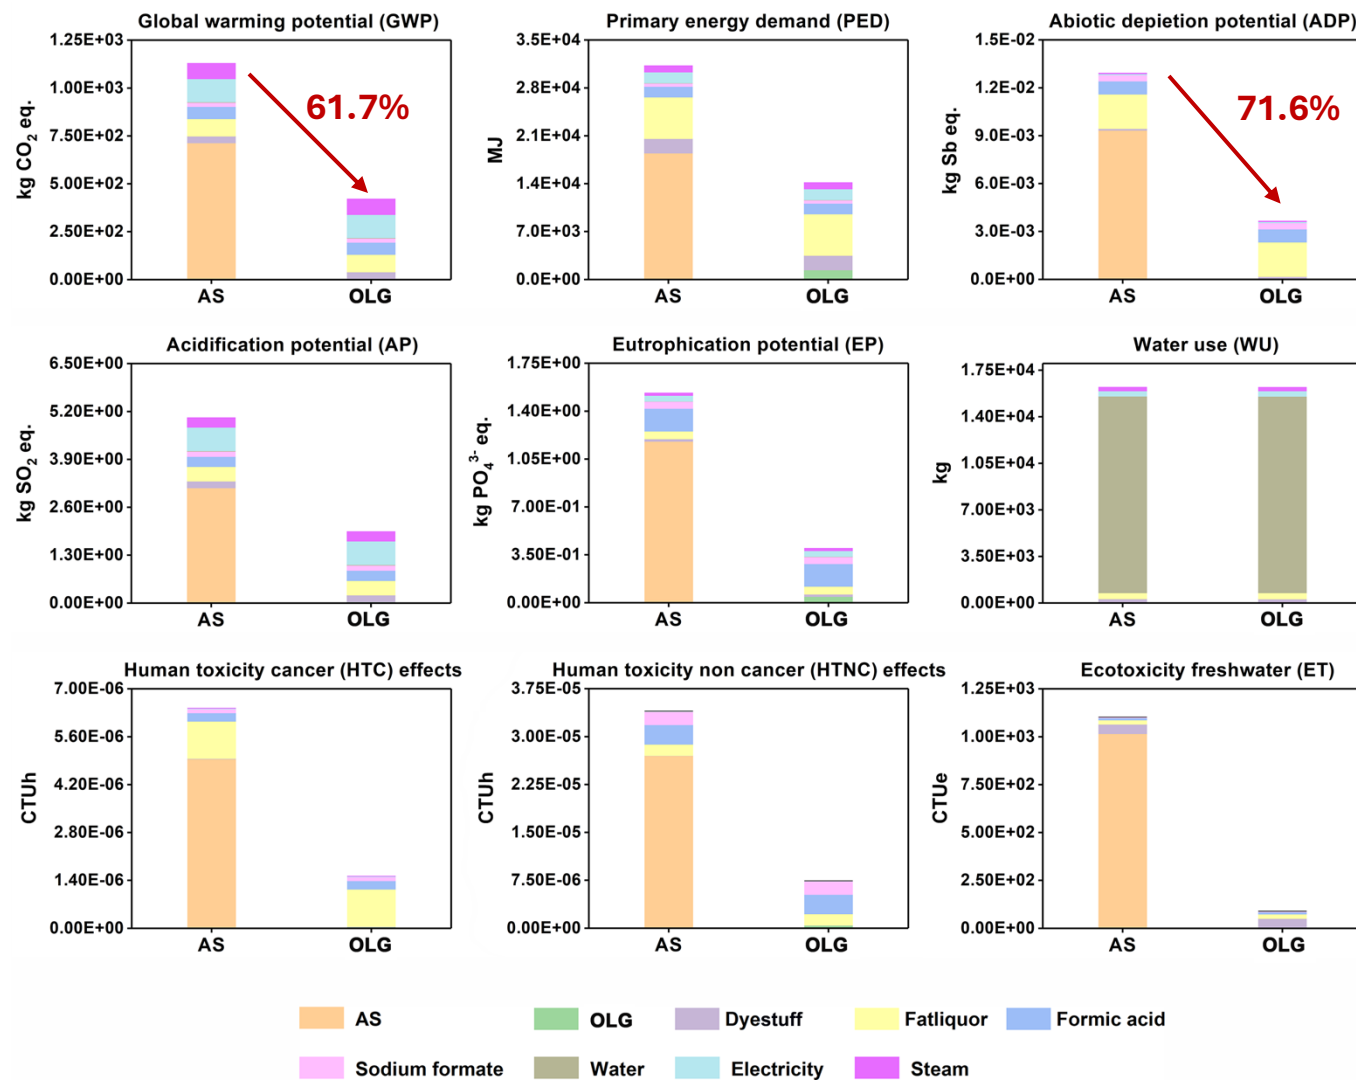 Global warming potential (GWP)
1.25E+03
1.00E+03
7.50E+02
5.00E+02
2.50E+02
0.00E+00
kg CO2 eq.
61.7%
AS
OLG
Primary energy demand (PED)
3.5E+04
2.8E+04
2.1E+04
1.4E+04
7.0E+03
0.0E+00
MJ
AS
OLG
Abiotic depletion potential (ADP)
1.5E-02
1.2E-02
9.0E-03
6.0E-03
3.0E-03
0.0E+00
kg Sb eq.
71.6%
AS
OLG
Acidification potential (AP)
6.50E+00
5.20E+00
3.90E+00
2.60E+00
1.30E+00
0.00E+00
kg SO2 eq.
AS
OLG
Eutrophication potential (EP)
1.75E+00
1.40E+00
1.05E+00
7.00E-01
3.50E-01
0.00E+00
kg PO4 3- eq.
AS
OLG
Water use (WU)
1.75E+04
1.40E+04
1.05E+04
7.00E+03
3.50E+03
0.00E+00
kg
AS
OLG
Human toxicity cancer (HTC) effects
7.00E-06
5.60E-06
4.20E-06
2.80E-06
1.40E-06
0.00E+00
CTUh
AS
OLG
Human toxicity non cancer (HTNC) effects
3.75E-05
3.00E-05
2.25E-05
1.50E-05
7.50E-06
0.00E+00
CTUh
AS
OLG
Ecotoxicity freshwater (ET)
1.25E+03
1.00E+03
7.50E+02
5.00E+02
2.50E+02
0.00E+00
CTUe
AS
OLG
AS
OLG
Dyestuff
Fatliquor
Formic acid
Sodium formate
Water
Electricity
Steam